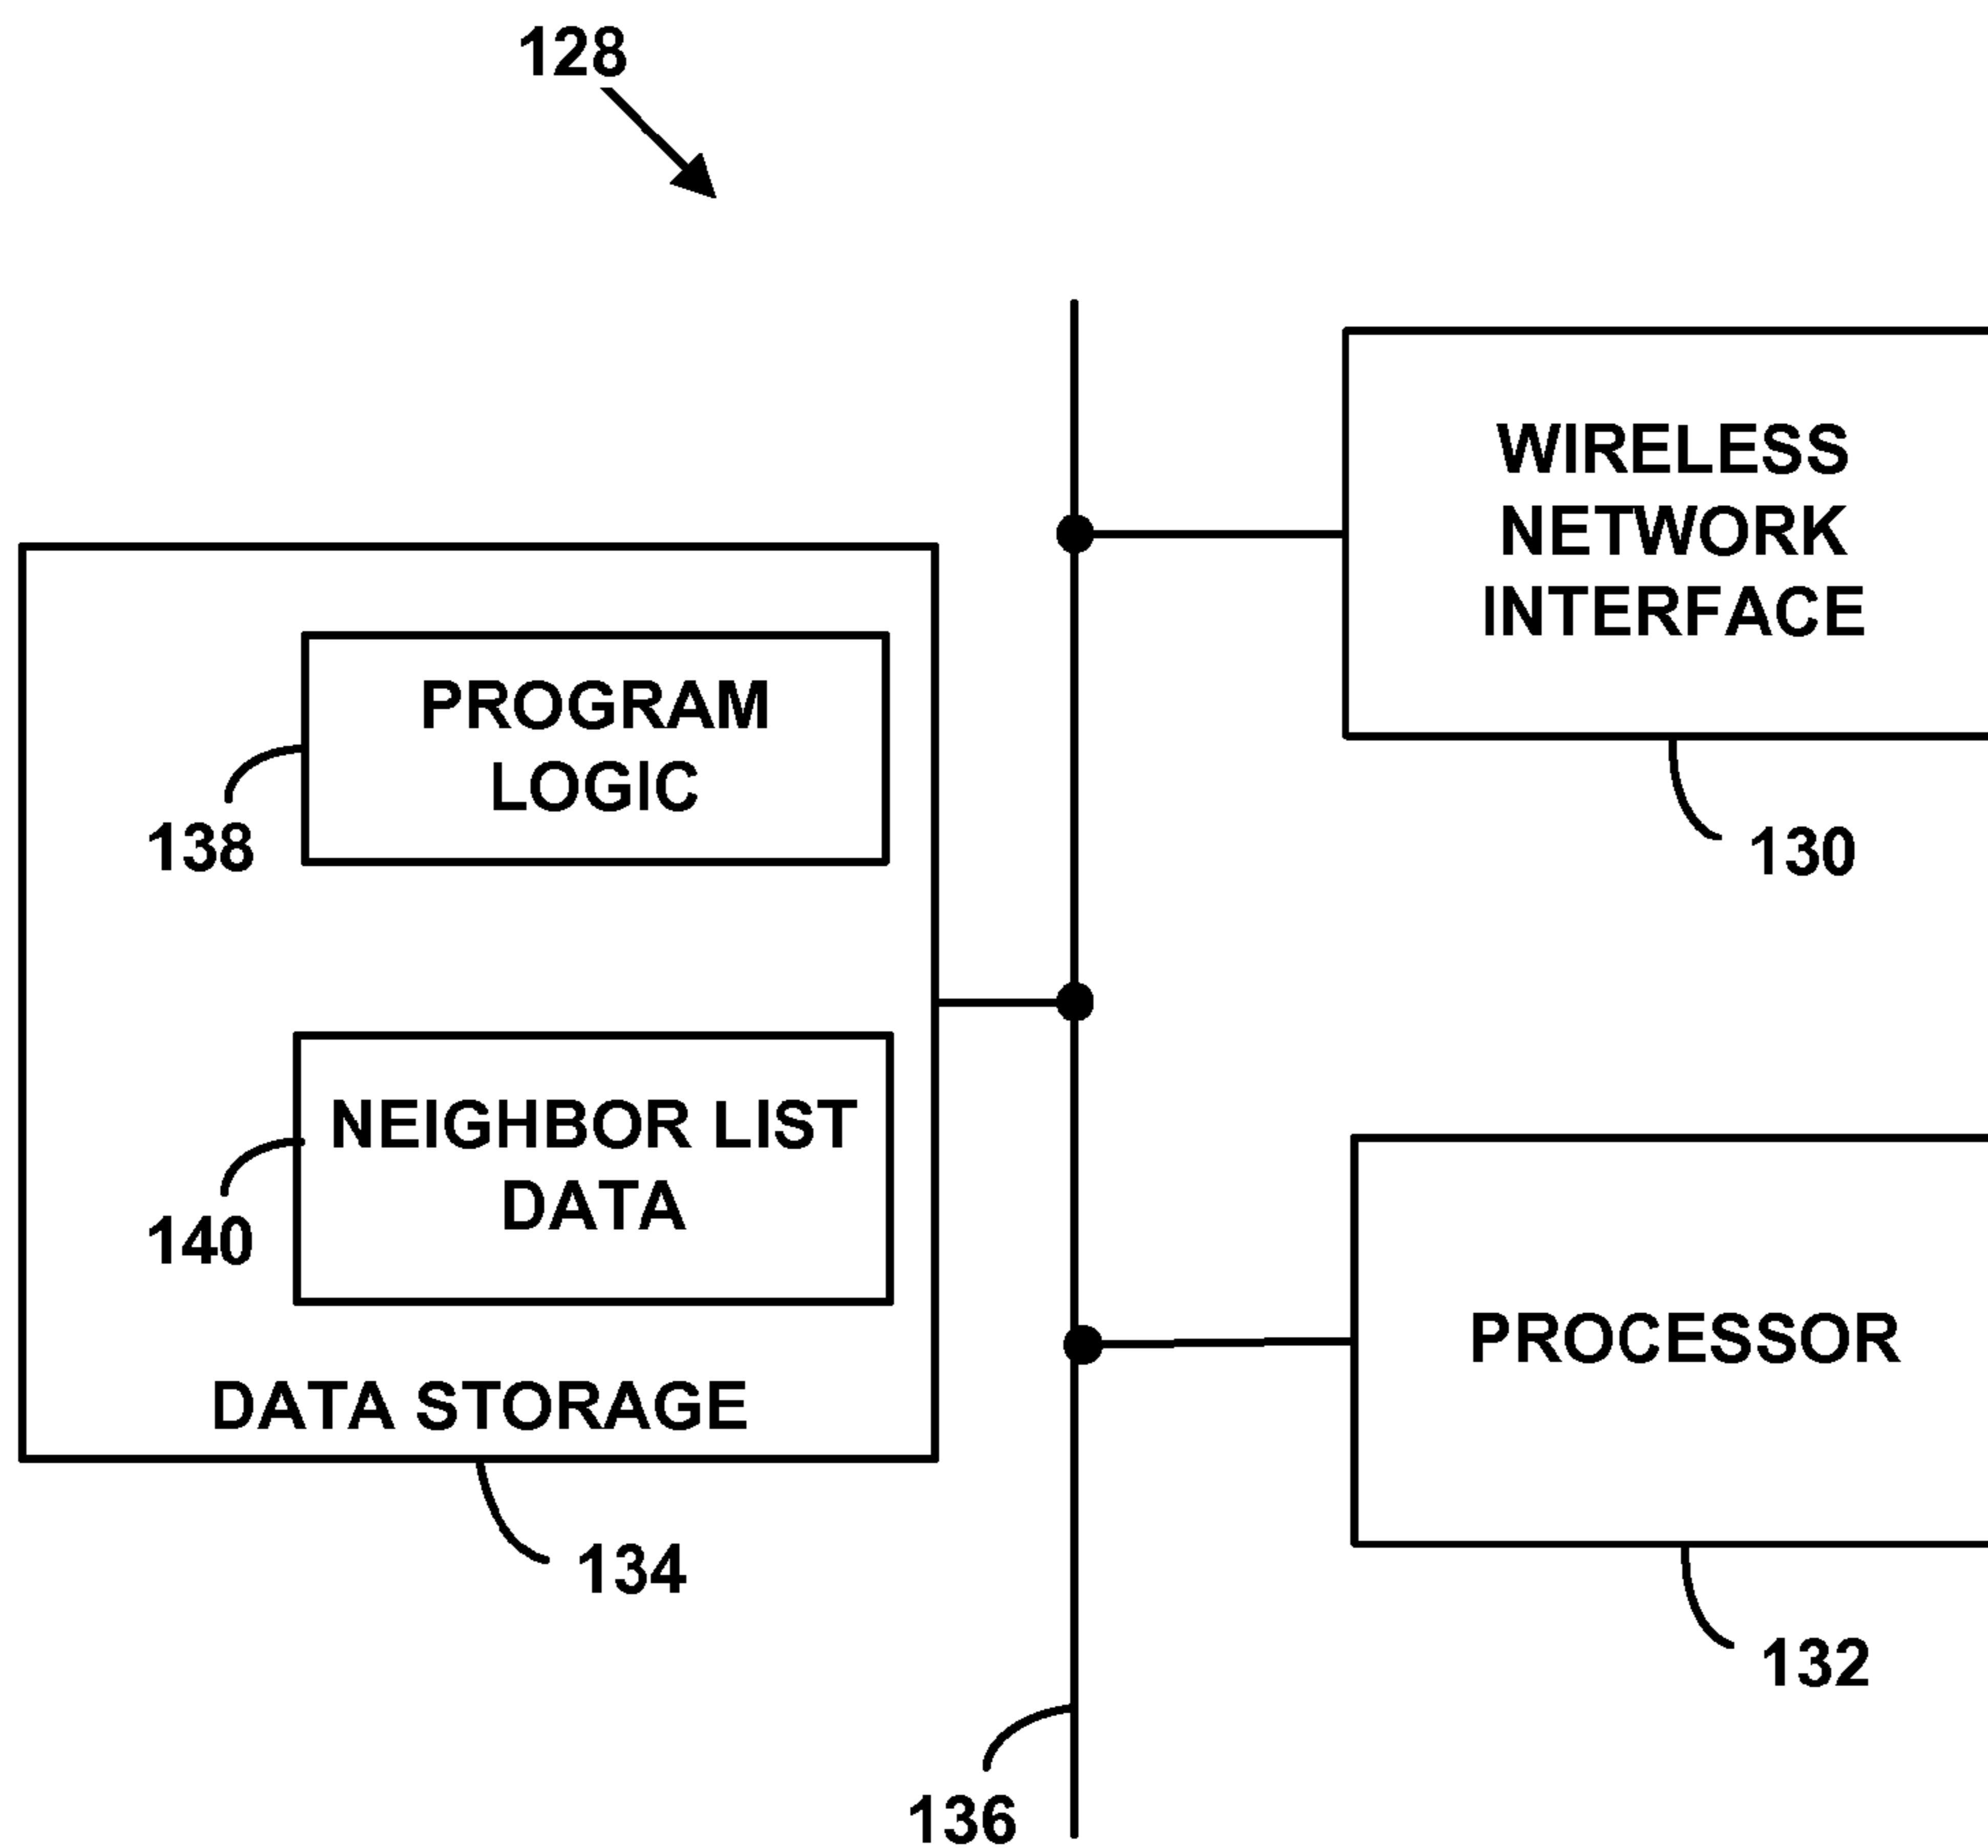 128
WIRELESS
NETWORK
INTERFACE
130
PROGRAM
LOGIC
138
NEIGHBOR LIST
DATA
140
DATA STORAGE
134
PROCESSOR
132
136